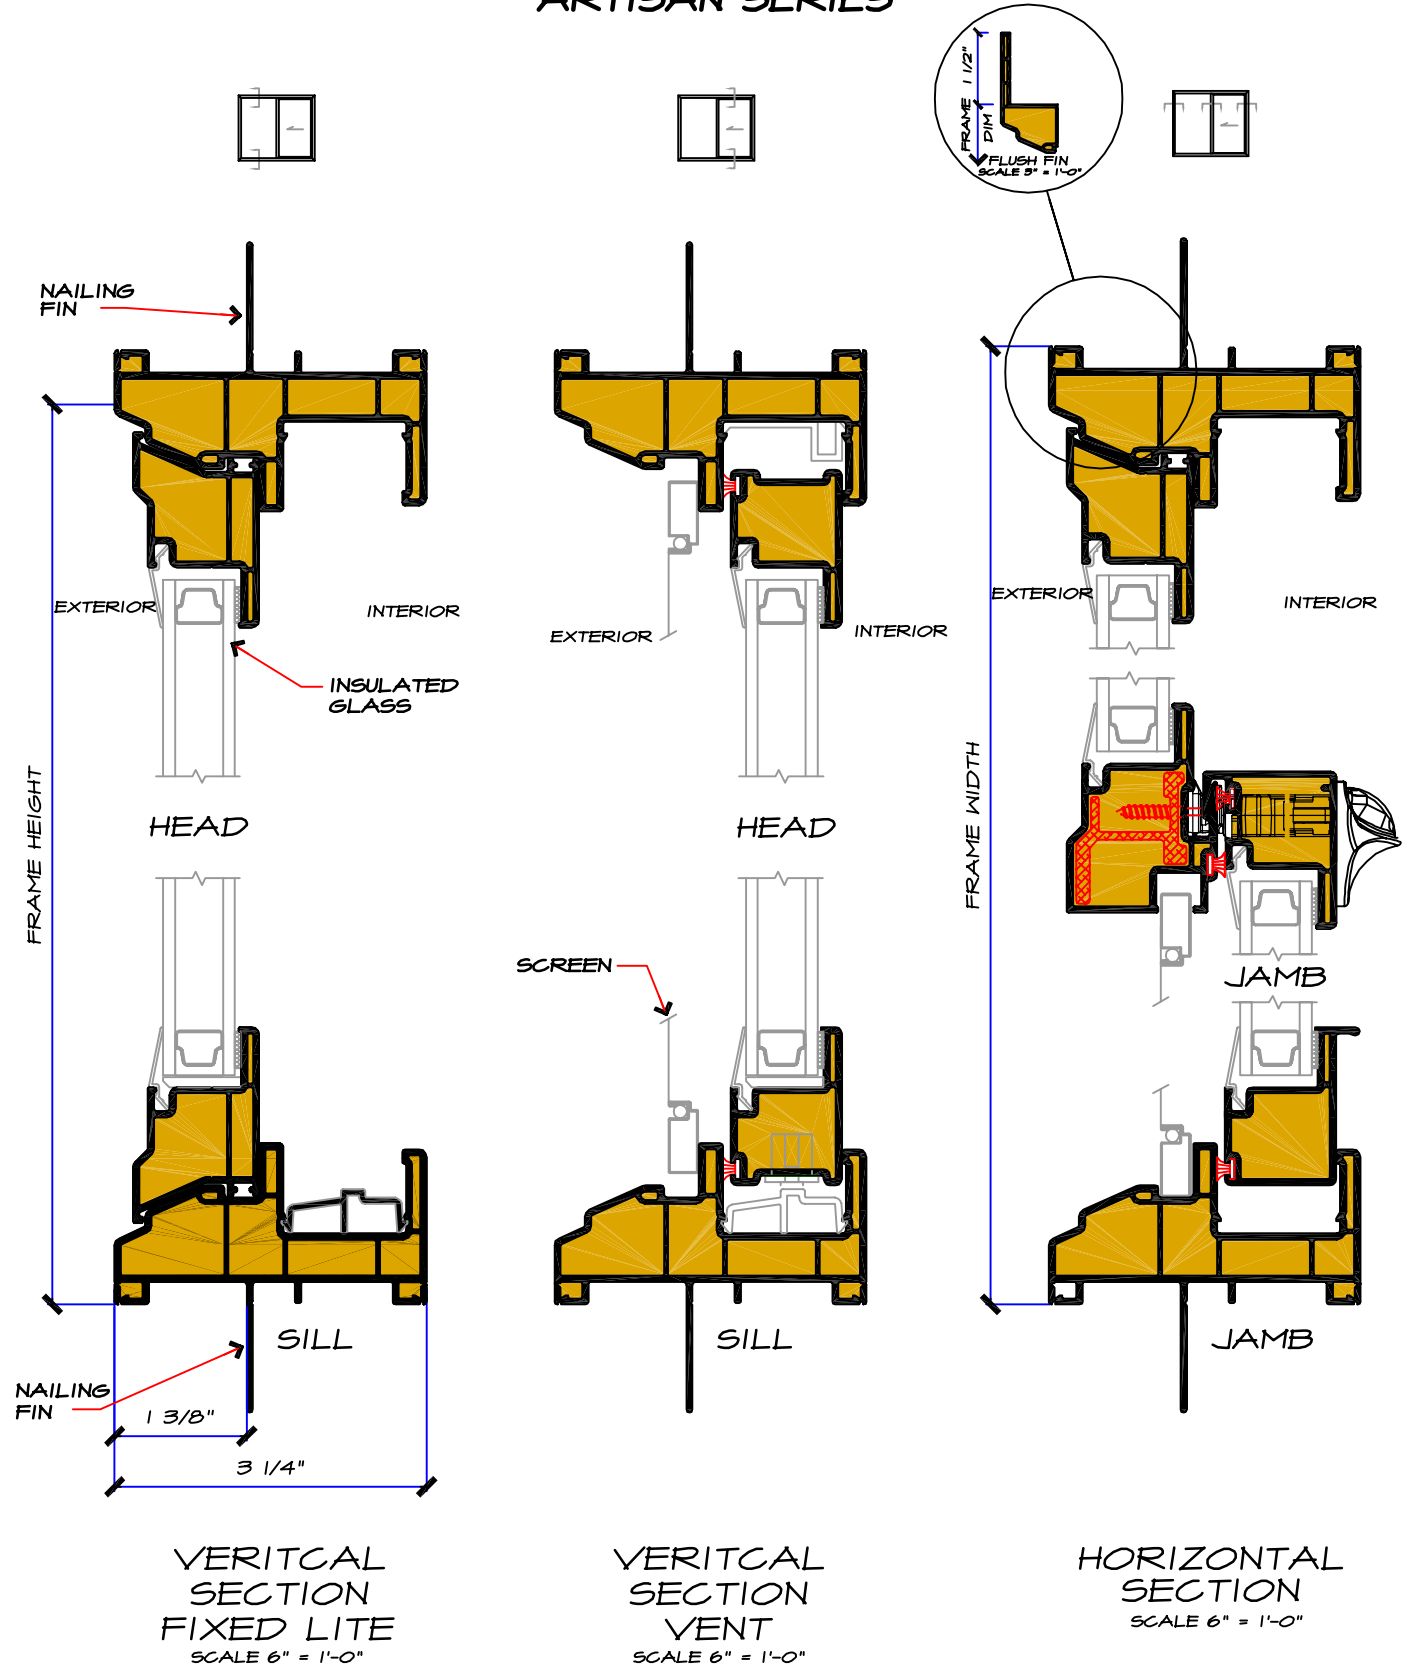 ARTISAN SERIES
1 1/2"
FRAME
DIM
FLUSH FIN
SCALE 3" = 1'-0"
NAILING
FIN
EXTERIOR
INTERIOR
INSULATED
GLASS
FRAME HEIGHT
HEAD
SILL
NAILING
FIN
1 3/8"
3 1/4"
VERITCAL
SECTION
FIXED LITE
SCALE 6" = 1'-0"
EXTERIOR
INTERIOR
HEAD
SCREEN
SILL
VERITCAL
SECTION
VENT
SCALE 6" = 1'-0"
EXTERIOR
INTERIOR
FRAME WIDTH
JAMB
JAMB
HORIZONTAL
SECTION
SCALE 6" = 1'-0"